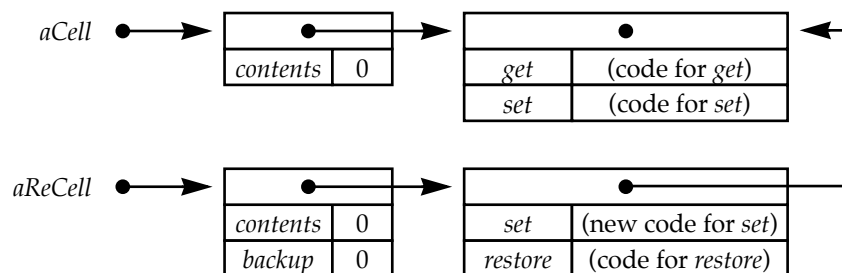 aCell
contents 0
get (code for get)
set (code for set)
aReCell
contents 0 set (new code for set)
backup 0 restore (code for restore)